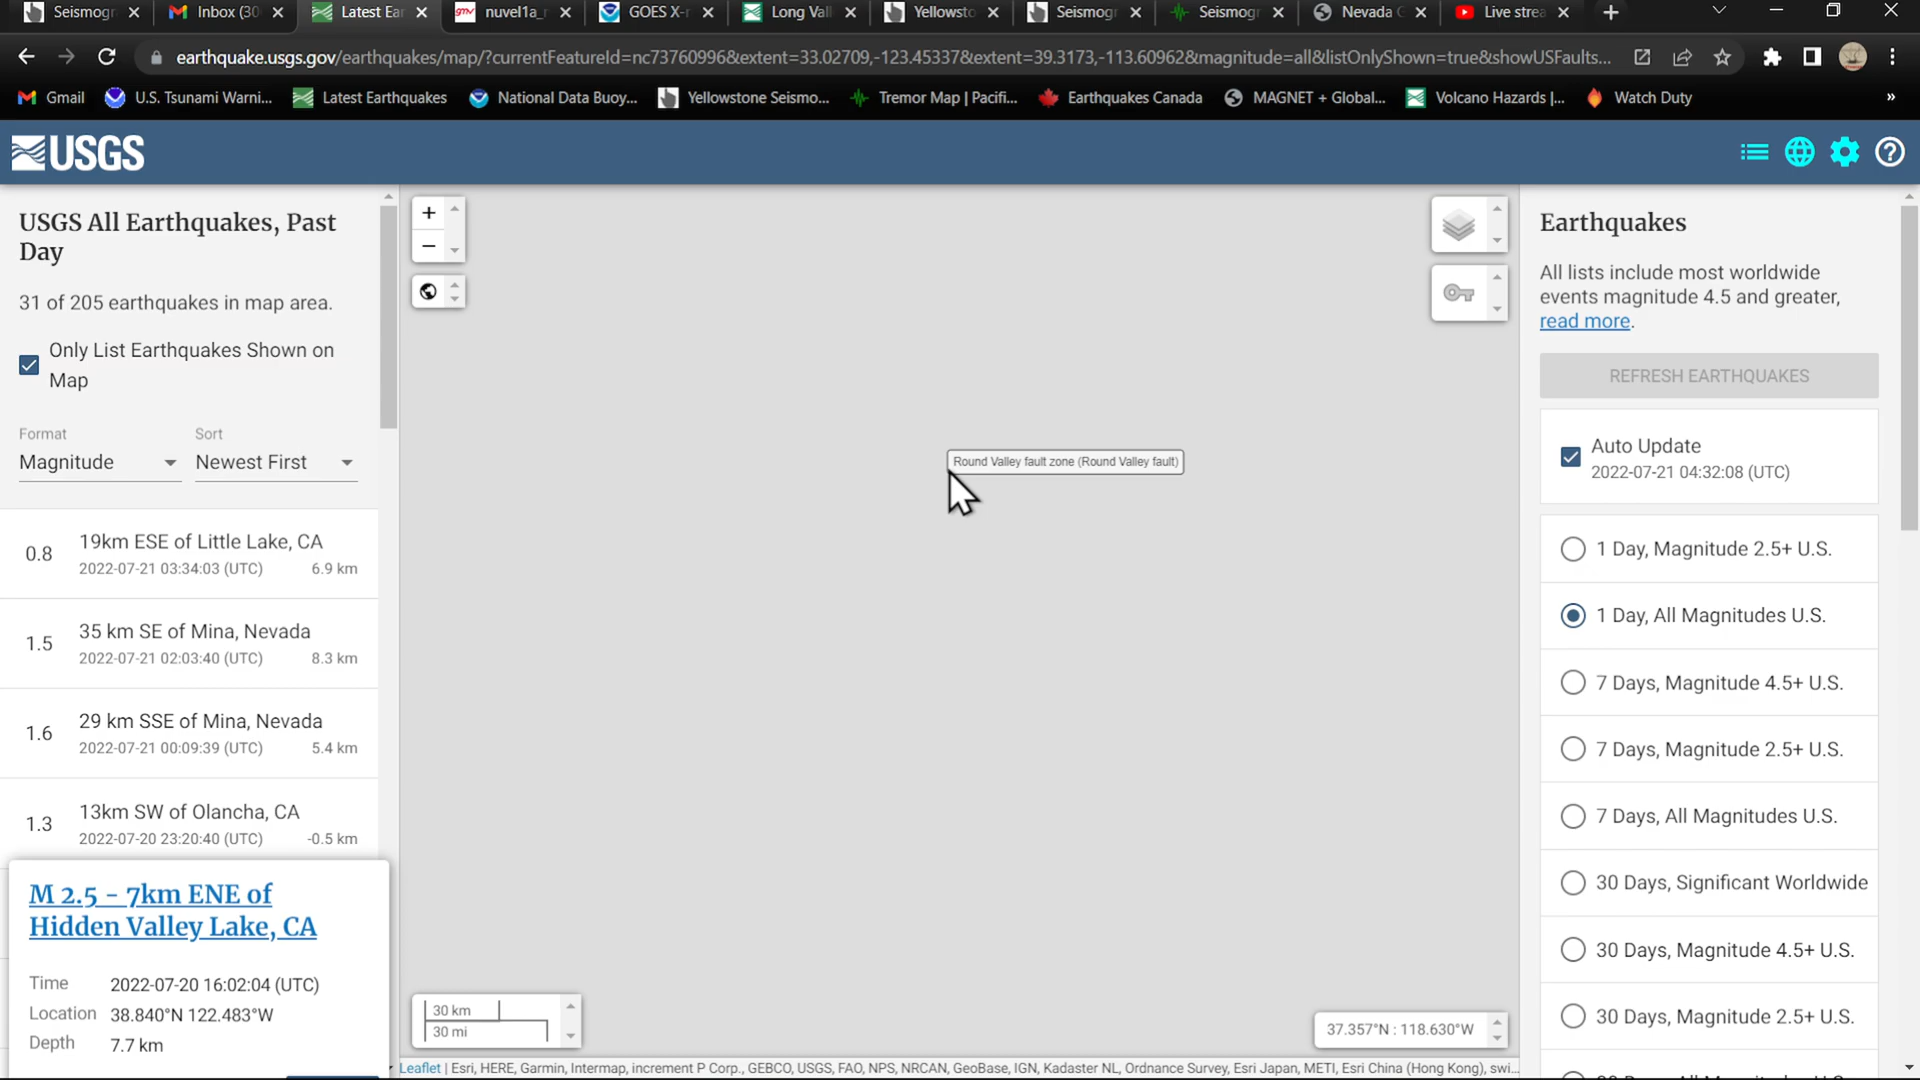 Seismogr
Inbox (30
Latest Ear
nuvel1a_r
GOES X-r
Long Vall
Yellowsto
Seismogr
Seismogr
Nevada G
Live strea
earthquake.usgs.gov/earthquakes/map/?currentFeatureId=nc73760996&extent=33.02709,-123.45337&extent=39.3173,-113.60962&magnitude=all&listOnlyShown=true&showUSFaults...
Gmail
U.S. Tsunami Warni...
Latest Earthquakes
National Data Buoy...
Yellowstone Seismo...
Tremor Map | Pacifi...
Earthquakes Canada
MAGNET + Global...
Volcano Hazards |...
Watch Duty
»
USGS
USGS All Earthquakes, Past
Day
31 of 205 earthquakes in map area.
Only List Earthquakes Shown on
Map
Format
Sort
Magnitude
Newest First
0.8
19km ESE of Little Lake, CA
2022-07-21 03:34:03 (UTC)
6.9 km
1.5
35 km SE of Mina, Nevada
2022-07-21 02:03:40 (UTC)
8.3 km
1.6
29 km SSE of Mina, Nevada
2022-07-21 00:09:39 (UTC)
5.4 km
1.3
13km SW of Olancha, CA
2022-07-20 23:20:40 (UTC)
-0.5 km
M 2.5 - 7km ENE of
Hidden Valley Lake, CA
Time
2022-07-20 16:02:04 (UTC)
Location
38.840°N 122.483°W
Depth
7.7 km
+
−
Round Valley fault zone (Round Valley fault)
30 km
30 mi
37.357°N : 118.630°W
Leaflet | Esri, HERE, Garmin, Intermap, increment P Corp., GEBCO, USGS, FAO, NPS, NRCAN, GeoBase, IGN, Kadaster NL, Ordnance Survey, Esri Japan, METI, Esri China (Hong Kong), swi...
Earthquakes
All lists include most worldwide
events magnitude 4.5 and greater,
read more.
REFRESH EARTHQUAKES
Auto Update
2022-07-21 04:32:08 (UTC)
1 Day, Magnitude 2.5+ U.S.
1 Day, All Magnitudes U.S.
7 Days, Magnitude 4.5+ U.S.
7 Days, Magnitude 2.5+ U.S.
7 Days, All Magnitudes U.S.
30 Days, Significant Worldwide
30 Days, Magnitude 4.5+ U.S.
30 Days, Magnitude 2.5+ U.S.